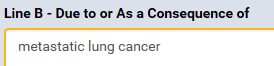 Line B - Due to or As a Consequence of
metastatic lung cancer